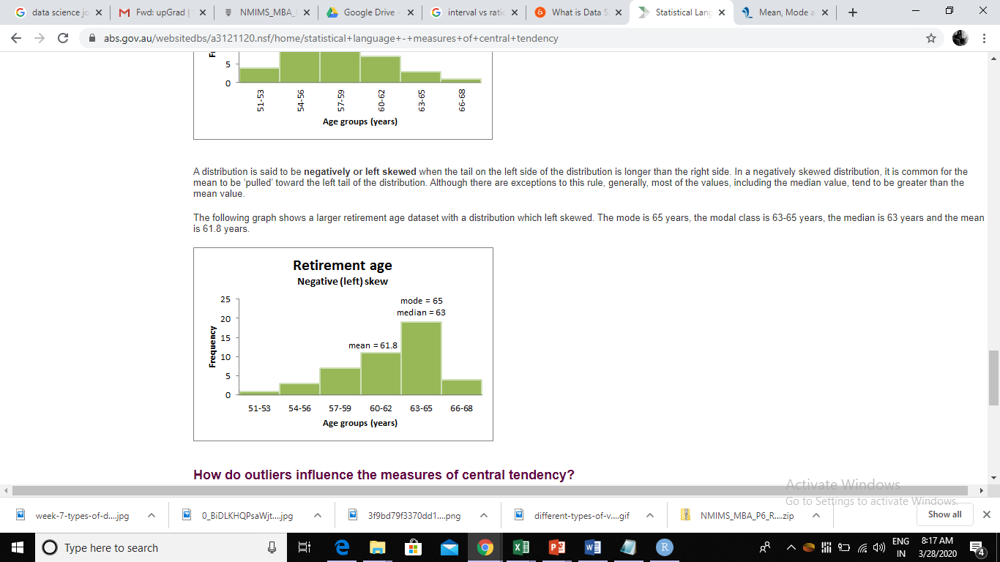 data science jo
Fwd: upGrad |
NMIMS_MBA_
Google Drive -
interval vs ratio
What is Data S
Statistical Lang
Mean, Mode a
abs.gov.au/websitedbs/a3121120.nsf/home/statistical+language+-+measures+of+central+tendency
5
0
51-53 54-56 57-59 60-62 63-65 66-68
Age groups (years)
A distribution is said to be negatively or left skewed when the tail on the left side of the distribution is longer than the right side. In a negatively skewed distribution, it is common for the
mean to be 'pulled' toward the left tail of the distribution. Although there are exceptions to this rule, generally, most of the values, including the median value, tend to be greater than the
mean value.
The following graph shows a larger retirement age dataset with a distribution which left skewed. The mode is 65 years, the modal class is 63-65 years, the median is 63 years and the mean
is 61.8 years.
Retirement age
Negative (left) skew
mode = 65
median = 63
mean = 61.8
Frequency
25
20
15
10
5
0
51-53 54-56 57-59 60-62 63-65 66-68
Age groups (years)
How do outliers influence the measures of central tendency?
Activate Windows
Go to Settings to activate Windows.
week-7-types-of-d....jpg
0_BiDLKHQPsaWjt....jpg
3f9bd79f3370dd1....png
different-types-of-v....gif
NMIMS_MBA_P6_R....zip
Show all
Type here to search
ENG
IN
8:17 AM
3/28/2020
4